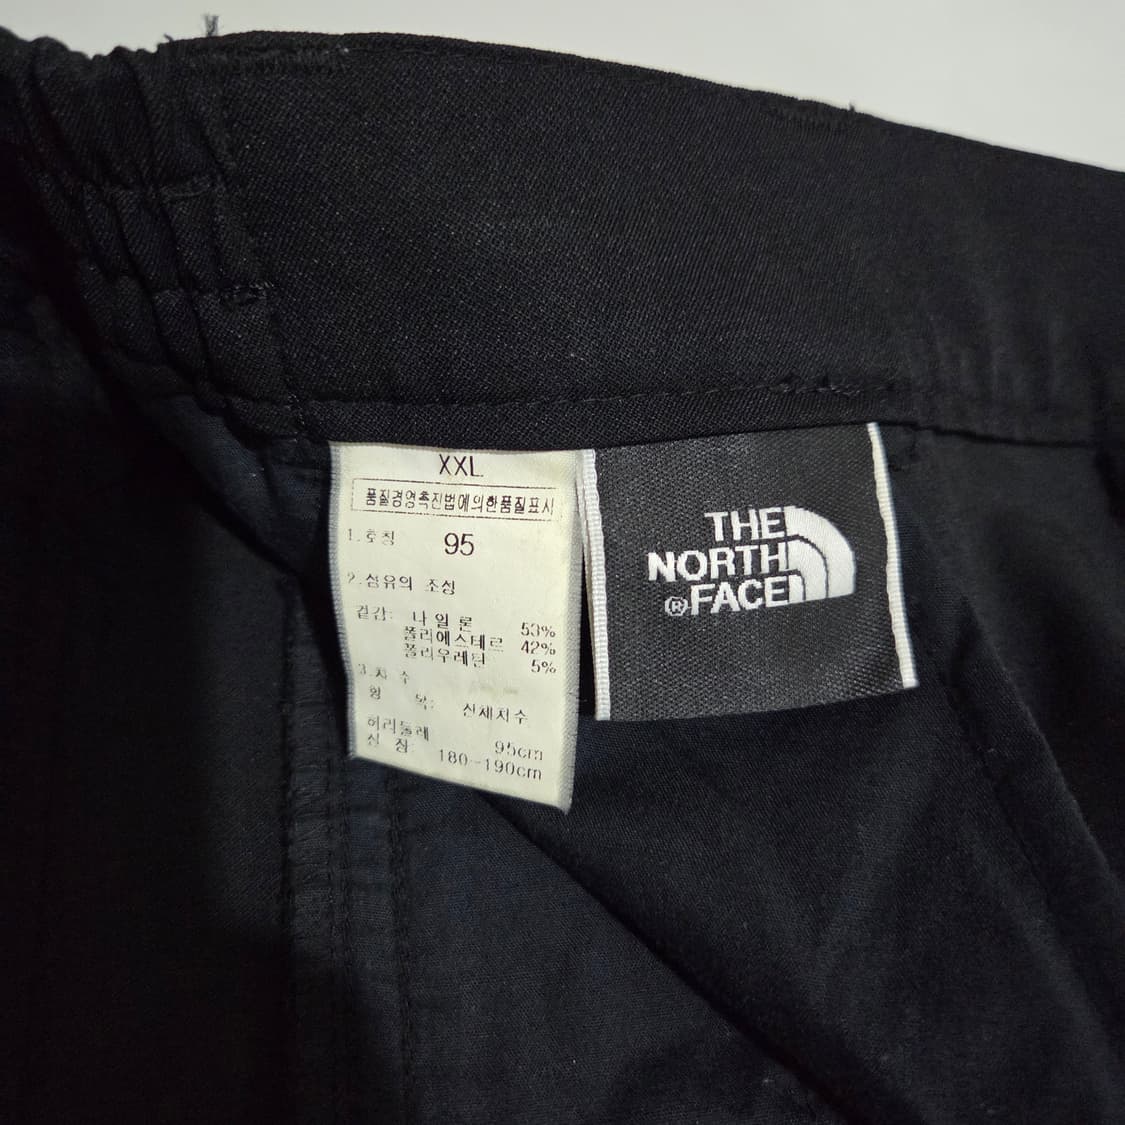 XXL
품질경영촉진법에의한품질표시
1.호칭 95
2.섬유의 조성
겉감: 나일론 53%
폴리에스테르 42%
폴리우레탄 5%
3.치수
형 신체치수
허리둘레 95cm
신장 180~190cm
THE
NORTH
®FACE